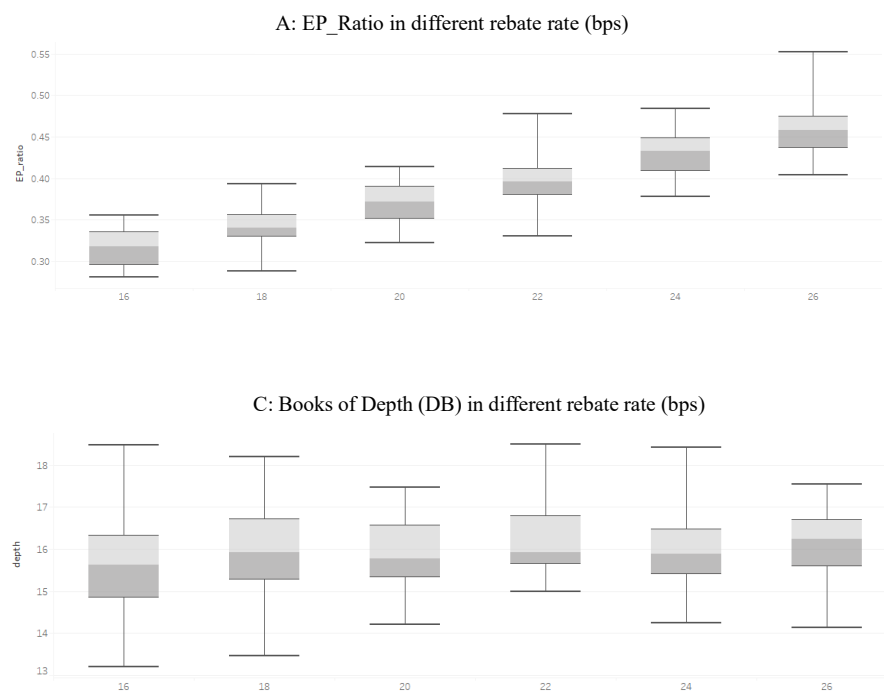 A: EP_Ratio in different rebate rate (bps)
0.55
0.50
0.45
EP_ratio
0.40
0.35
0.30
16 18 20 22 24 26
C: Books of Depth (DB) in different rebate rate (bps)
18
17
depth
16
15
14
13
16 18 20 22 24 26